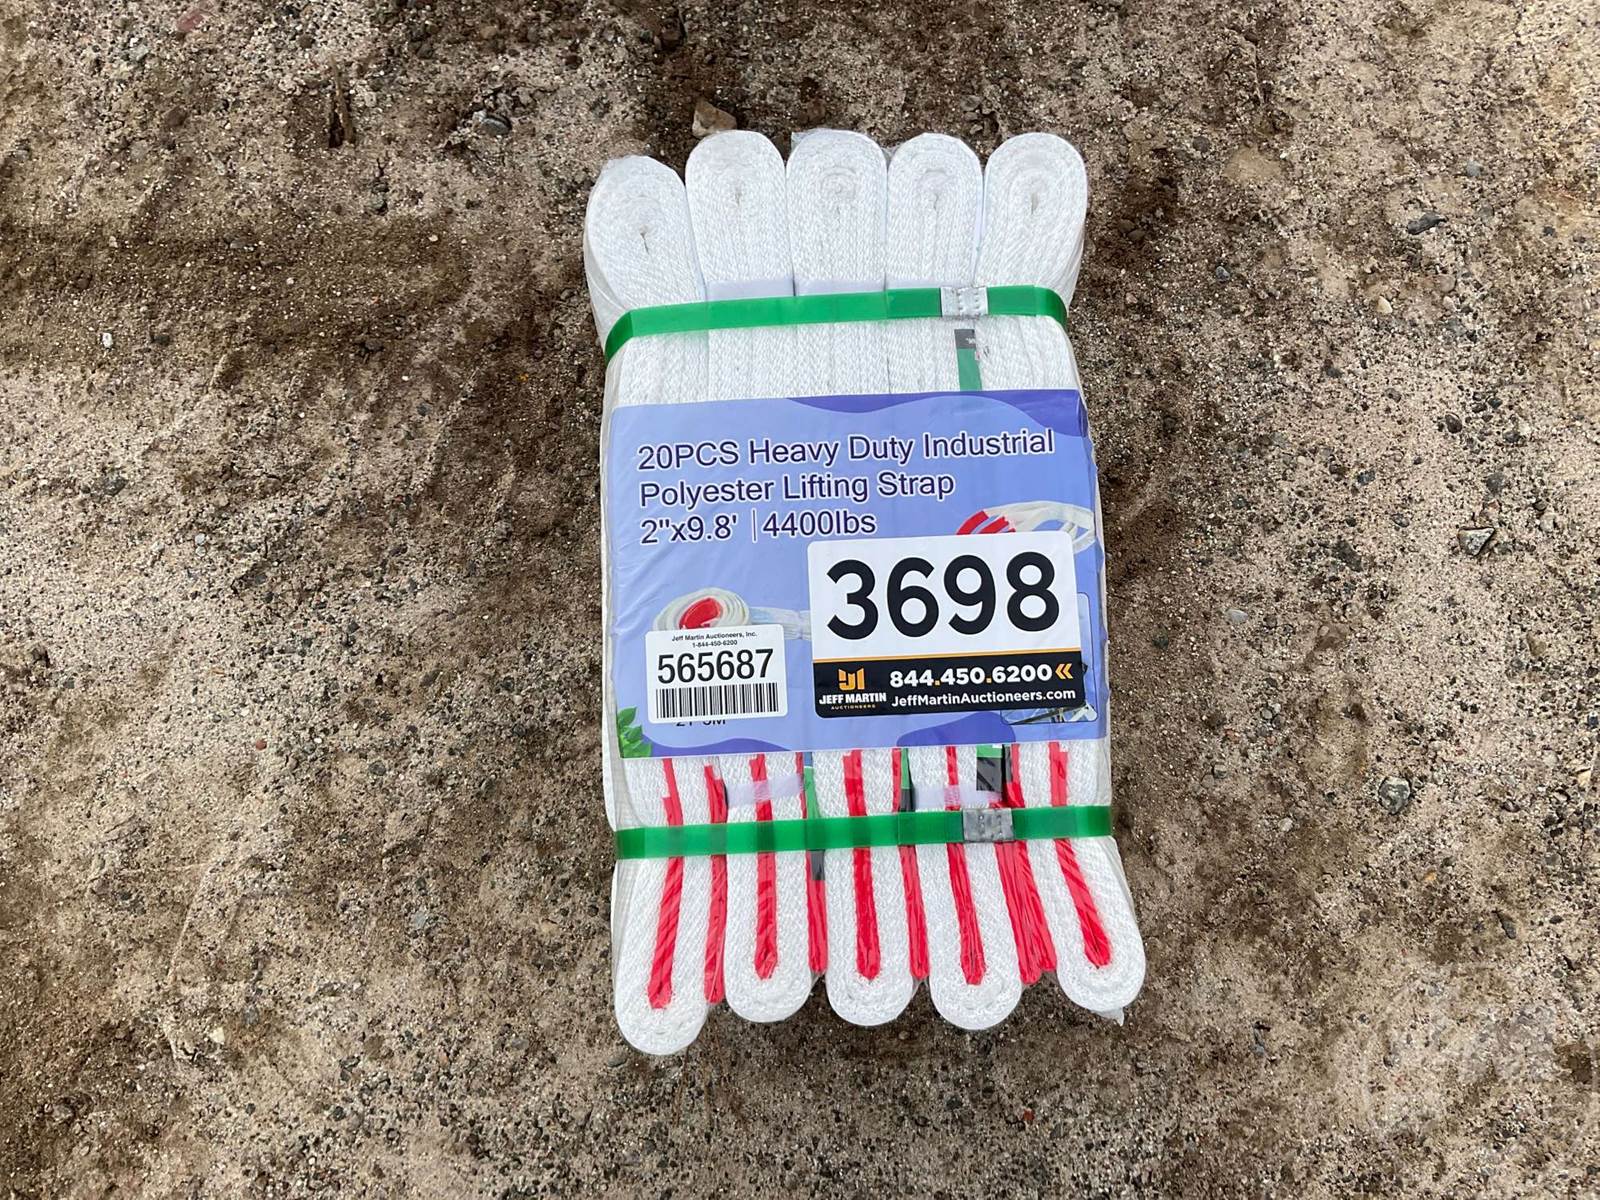 20PCS Heavy Duty Industrial
Polyester Lifting Strap
2"x9.8' | 4400lbs
3698
844.450.6200
JEFF MARTIN
AUCTIONEERS
JeffMartinAuctioneers.com
Jeff Martin Auctioneers, Inc.
1-844-450-6200
565687